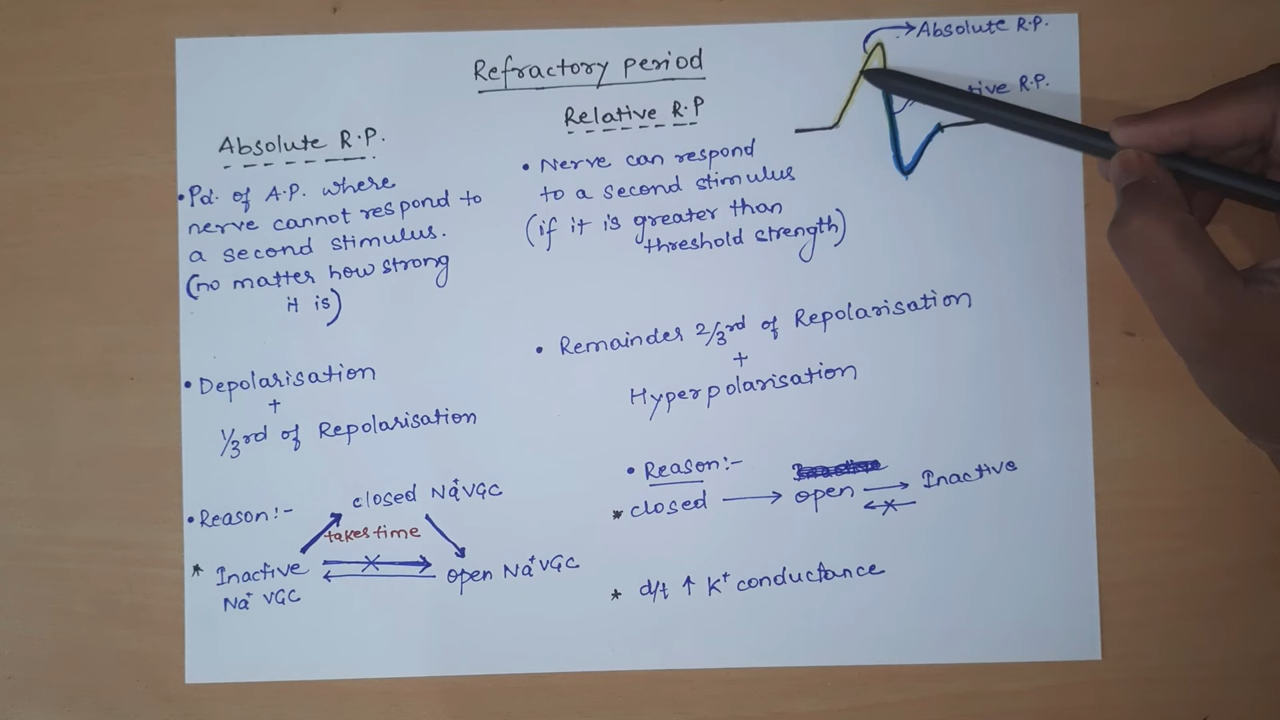 Refractory period
Absolute R.P.
R.P.
Absolute R.P.
• Pd. of A.P. where
nerve cannot respond to
a second stimulus.
(no matter how strong
it is)
• Depolarisation
+
1/3rd of Repolarisation
• Reason:-
closed Na⁺VGC
takes time
* Inactive
Na⁺ VGC
open Na⁺VGC
Relative R.P
• Nerve can respond
to a second stimulus
(if it is greater than
threshold strength)
• Remainder 2/3rd of Repolarisation
+
Hyperpolarisation
• Reason:-
* closed → open → Inactive
* d/t ↑ K⁺ conductance